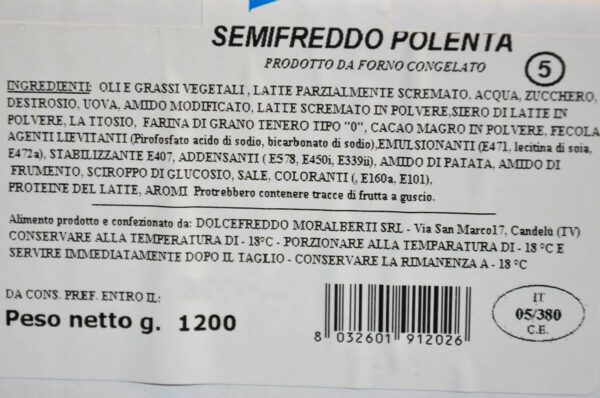 SEMIFREDDO POLENTA
PRODOTTO DA FORNO CONGELATO
5
INGREDIENTI: OLI E GRASSI VEGETALI, LATTE PARZIALMENTE SCREMATO, ACQUA, ZUCCHERO,
DESTROSIO, UOVA, AMIDO MODIFICATO, LATTE SCREMATO IN POLVERE,SIERO DI LATTE IN
POLVERE, LA TTOSIO, FARINA DI GRANO TENERO TIPO "0", CACAO MAGRO IN POLVERE, FECOLA
AGENTI LIEVITANTI (Pirofosfato acido di sodio, bicarbonato di sodio),EMULSIONANTI (E471, lecitina di soia,
E472a), STABILIZZANTE E407, ADDENSANTI ( E578, E450i, E339ii), AMIDO DI PATATA, AMIDO DI
FRUMENTO, SCIROPPO DI GLUCOSIO, SALE, COLORANTI (, E160a, E101),
PROTEINE DEL LATTE, AROMI Protrebbero contenere tracce di frutta a guscio.
Alimento prodotto e confezionato da: DOLCEFREDDO MORALBERTI SRL - Via San Marco17, Candelù (TV)
CONSERVARE ALLA TEMPERATURA DI - 18°C - PORZIONARE ALLA TEMPARATURA DI - 18 °C E
SERVIRE IMMEDIATAMENTE DOPO IL TAGLIO - CONSERVARE LA RIMANENZA A - 18 °C
DA CONS. PREF. ENTRO IL:
Peso netto g. 1200
8 032601 912026
IT
05/380
C.E.